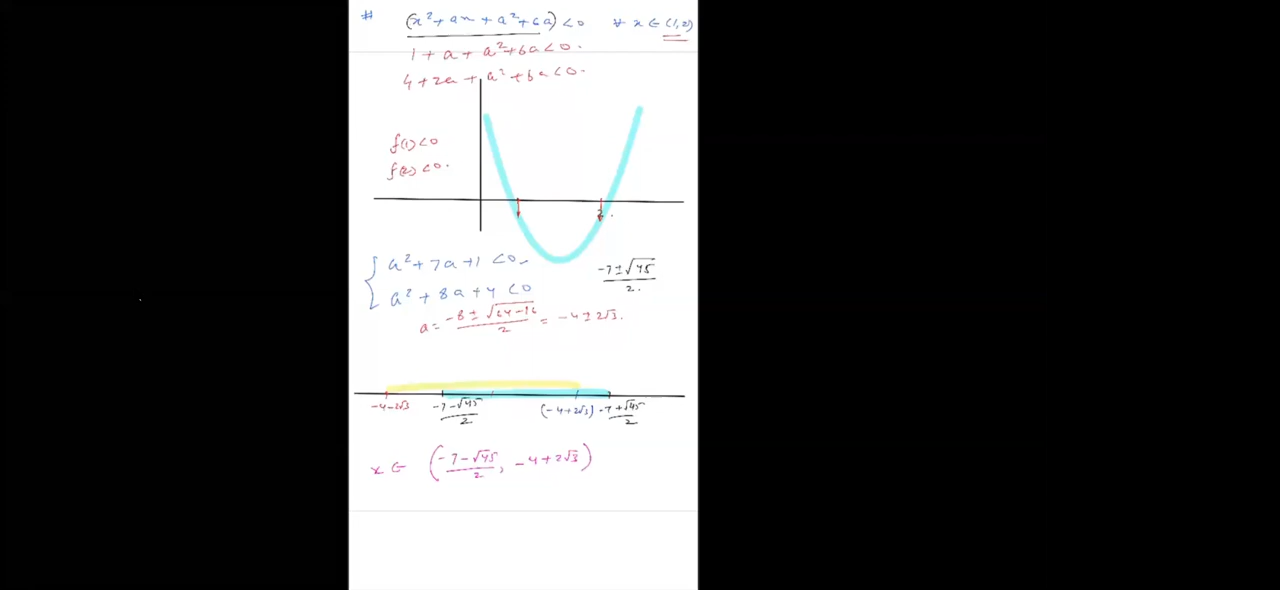 # (x² + ax + a² + 6a) < 0 ∀ x ∈ (1,2)
1 + a + a² + 6a < 0.
4 + 2a + a² + 6a < 0.
f(1) < 0
f(2) < 0.
2.
a² + 7a + 1 < 0
a² + 8a + 4 < 0
-7 ± √45 / 2.
a = -8 ± √64-16 / 2 = -4 ± 2√3.
-4-2√3 -7-√45 / 2 (-4+2√3) -7+√45 / 2
x ∈ ( -7-√45 / 2 , -4+2√3 )